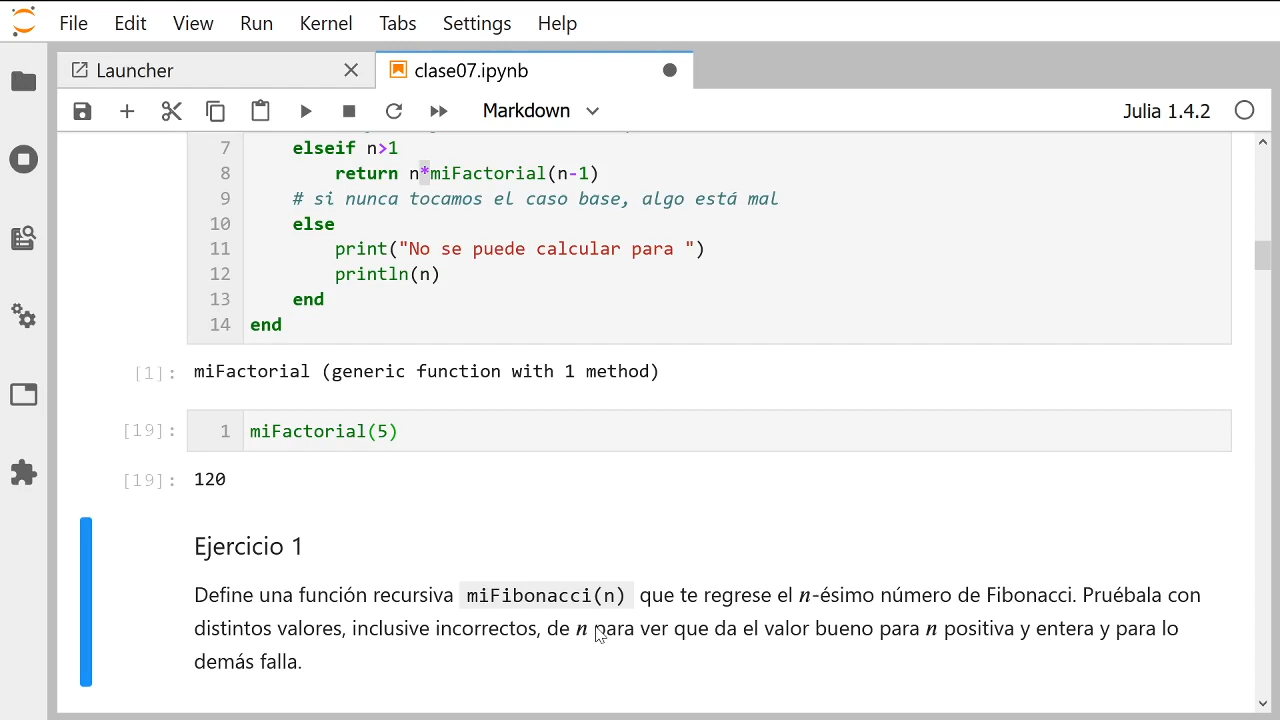 File Edit View Run Kernel Tabs Settings Help
Launcher clase07.ipynb
Markdown Julia 1.4.2
7 elseif n>1
8 return n*miFactorial(n-1)
9 # si nunca tocamos el caso base, algo está mal
10 else
11 print("No se puede calcular para ")
12 println(n)
13 end
14 end
[1]: miFactorial (generic function with 1 method)
[19]: 1 miFactorial(5)
[19]: 120
Ejercicio 1
Define una función recursiva miFibonacci(n) que te regrese el n-ésimo número de Fibonacci. Pruébala con
distintos valores, inclusive incorrectos, de n para ver que da el valor bueno para n positiva y entera y para lo
demás falla.